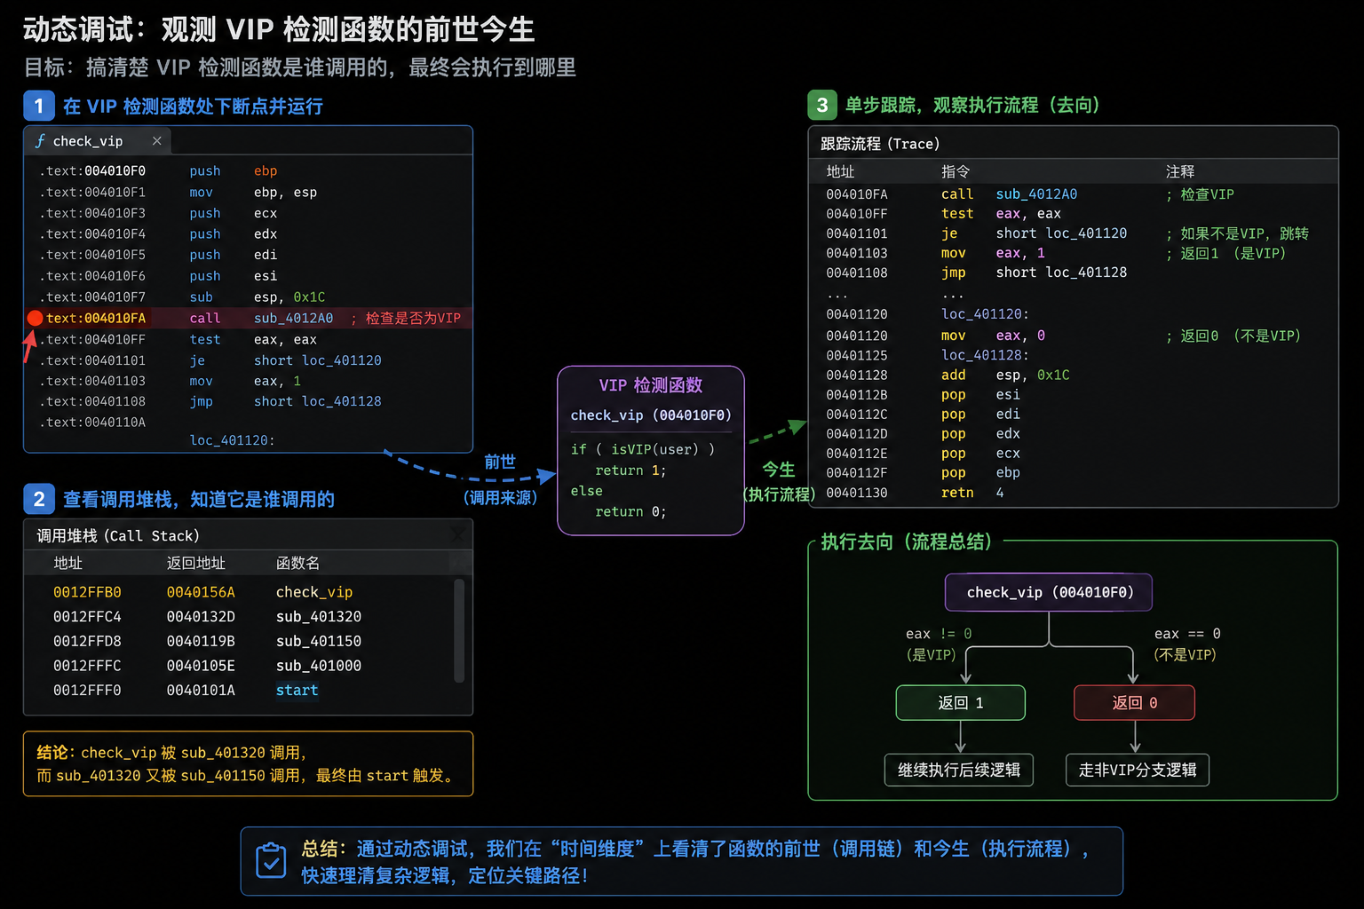 动态调试：观测 VIP 检测函数的前世今生
目标：搞清楚 VIP 检测函数是谁调用的，最终会执行到哪里
1 在 VIP 检测函数处下断点并运行
f check_vip ×
.text:004010F0 push ebp
.text:004010F1 mov ebp, esp
.text:004010F3 push ecx
.text:004010F4 push edx
.text:004010F5 push edi
.text:004010F6 push esi
.text:004010F7 sub esp, 0x1C
text:004010FA call sub_4012A0 ; 检查是否为VIP
.text:004010FF test eax, eax
.text:00401101 je short loc_401120
.text:00401103 mov eax, 1
.text:00401108 jmp short loc_401128
.text:0040110A
loc_401120:
2 查看调用堆栈，知道它是谁调用的
调用堆栈 (Call Stack)
地址 返回地址 函数名
0012FFB0 0040156A check_vip
0012FFC4 0040132D sub_401320
0012FFD8 0040119B sub_401150
0012FFFC 0040105E sub_401000
0012FFF0 0040101A start
结论：check_vip 被 sub_401320 调用，
而 sub_401320 又被 sub_401150 调用，最终由 start 触发。
前世
（调用来源）
VIP 检测函数
check_vip (004010F0)
if ( isVIP(user) )
return 1;
else
return 0;
今生
（执行流程）
3 单步跟踪，观察执行流程（去向）
跟踪流程 (Trace)
地址 指令 注释
004010FA call sub_4012A0 ; 检查VIP
004010FF test eax, eax
00401101 je short loc_401120 ; 如果不是VIP，跳转
00401103 mov eax, 1 ; 返回1 （是VIP）
00401108 jmp short loc_401128
... ...
00401120 loc_401120:
00401120 mov eax, 0 ; 返回0 （不是VIP）
00401125 loc_401128:
00401128 add esp, 0x1C
0040112B pop esi
0040112C pop edi
0040112D pop edx
0040112E pop ecx
0040112F pop ebp
00401130 retn 4
执行去向（流程总结）
check_vip (004010F0)
eax != 0 eax == 0
（是VIP） （不是VIP）
返回 1 返回 0
继续执行后续逻辑 走非VIP分支逻辑
总结：通过动态调试，我们在“时间维度”上看清了函数的前世（调用链）和今生（执行流程），
快速理清复杂逻辑，定位关键路径！